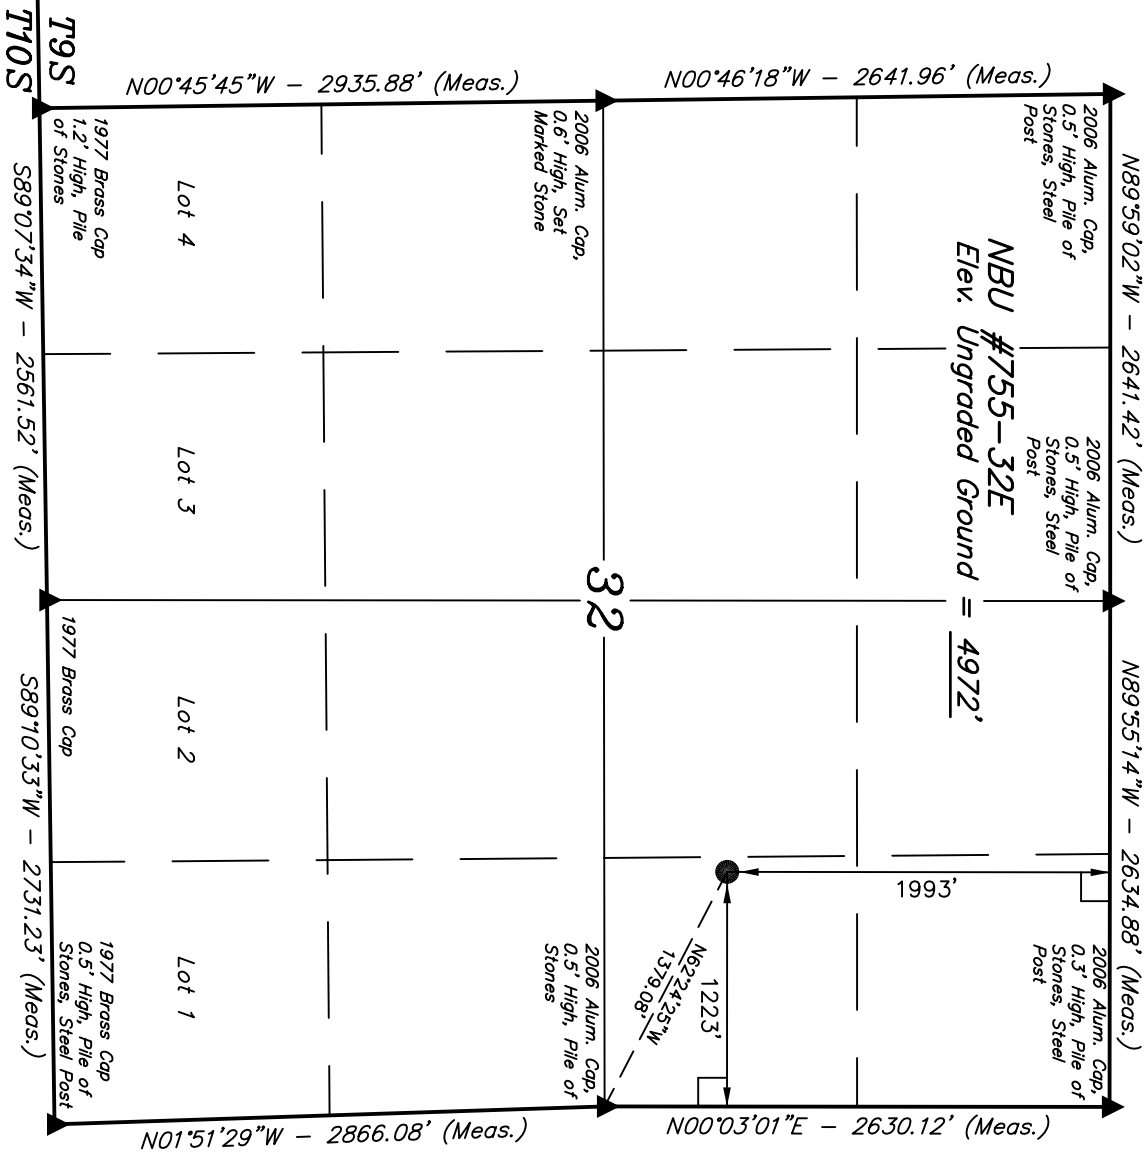 T9S
T10S
N00°45'45"W - 2935.88' (Meas.)
N00°46'18"W - 2641.96' (Meas.)
N89°59'02"W - 2641.42' (Meas.)
N89°55'14"W - 2634.88' (Meas.)
2006 Alum. Cap,
0.5' High, Pile of
Stones, Steel
Post
2006 Alum. Cap,
0.5' High, Pile of
Stones, Steel
Post
2006 Alum. Cap,
0.3' High, Pile of
Stones, Steel
Post
NBU #755-32E
Elev. Ungraded Ground = 4972'
1993'
1223'
N62°24'25"W
1379.08'
2006 Alum. Cap,
0.6' High, Set
Marked Stone
32
2006 Alum. Cap,
0.5' High, Pile of
Stones
Lot 4
Lot 3
Lot 2
Lot 1
1977 Brass Cap
1.2' High, Pile
of Stones
1977 Brass Cap
1977 Brass Cap
0.5' High, Pile of
Stones, Steel Post
S89°07'34"W - 2561.52' (Meas.)
S89°10'33"W - 2731.23' (Meas.)
N01°51'29"W - 2866.08' (Meas.)
N00°03'01"E - 2630.12' (Meas.)